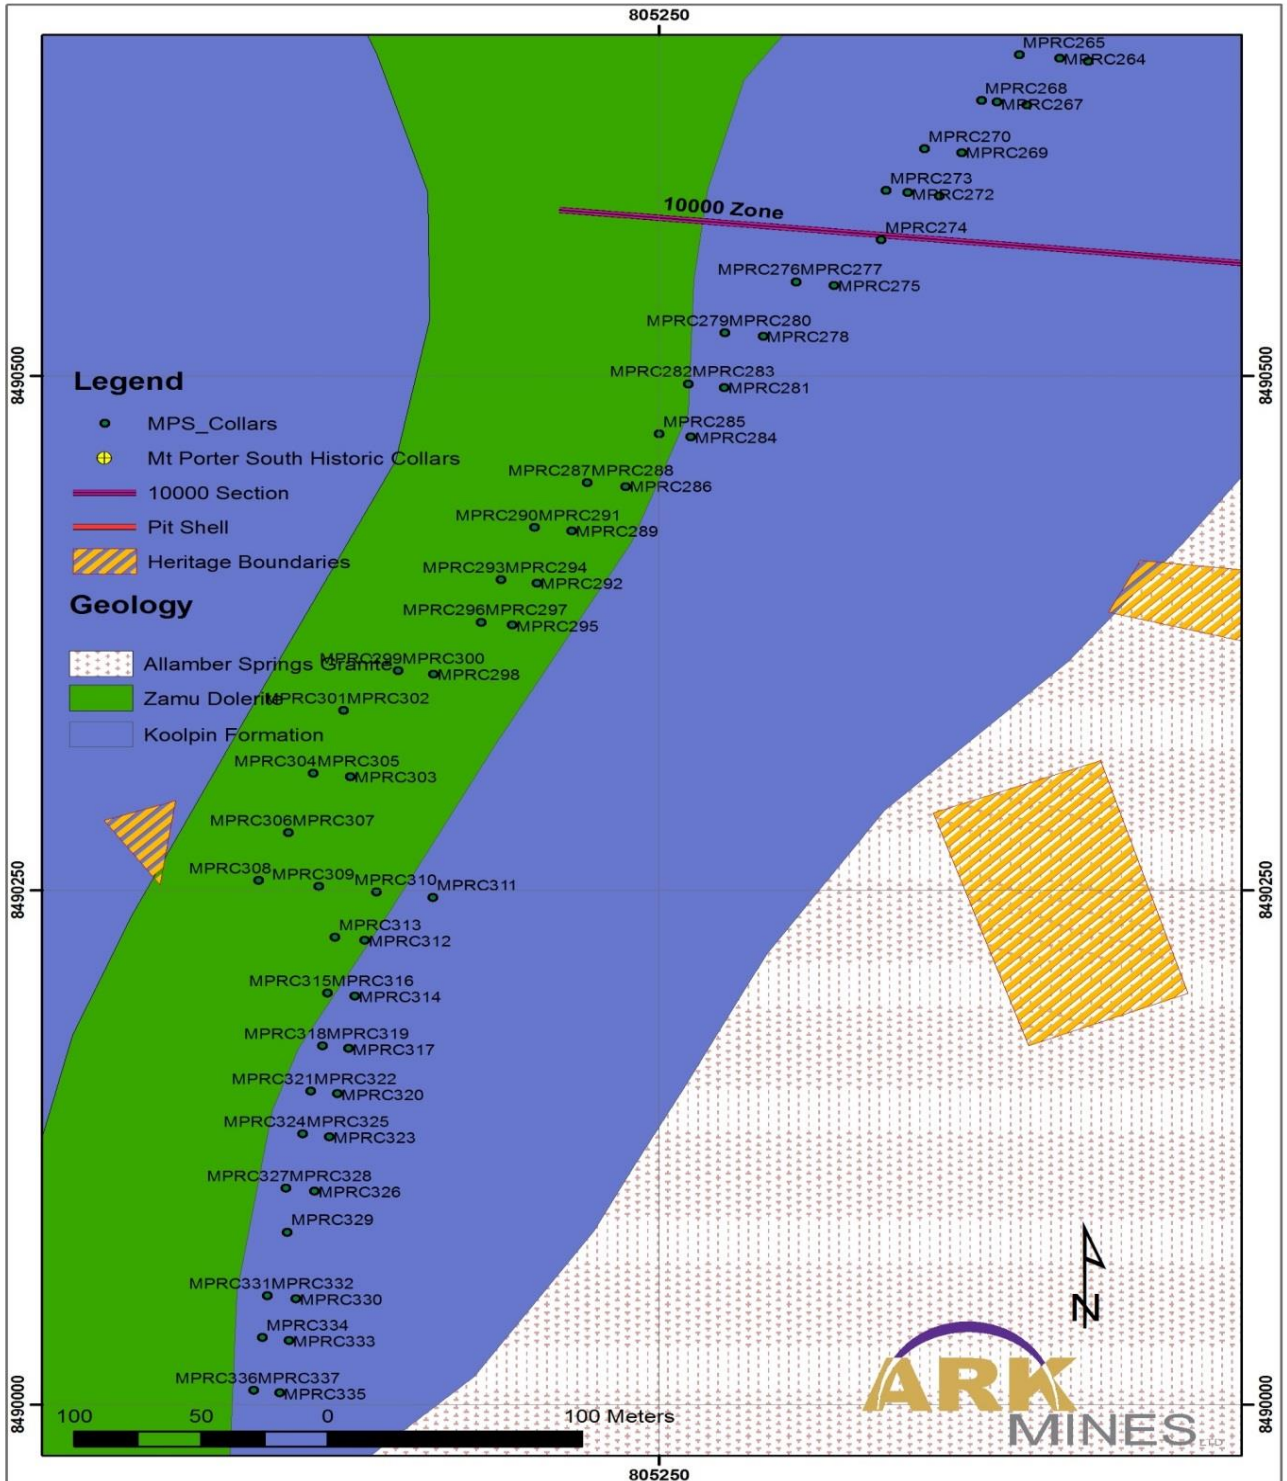 805250
MPRC265
MPRC264
MPRC268
MPRC267
MPRC270
MPRC269
MPRC273
MPRC272
10000 Zone
MPRC274
MPRC276MPRC277
MPRC275
MPRC279MPRC280
MPRC278
MPRC282MPRC283
MPRC281
8490500
8490500
Legend
MPS_Collars
Mt Porter South Historic Collars
10000 Section
Pit Shell
Heritage Boundaries
Geology
Allamber Springs Granite
Zamu Dolerite
Koolpin Formation
MPRC285
MPRC284
MPRC287MPRC288
MPRC286
MPRC290MPRC291
MPRC289
MPRC293MPRC294
MPRC292
MPRC296MPRC297
MPRC295
MPRC299MPRC300
MPRC298
MPRC301MPRC302
MPRC304MPRC305
MPRC303
MPRC306MPRC307
MPRC308
MPRC309
MPRC310
MPRC311
8490250
8490250
MPRC313
MPRC312
MPRC315MPRC316
MPRC314
MPRC318MPRC319
MPRC317
MPRC321MPRC322
MPRC320
MPRC324MPRC325
MPRC323
MPRC327MPRC328
MPRC326
MPRC329
MPRC331MPRC332
MPRC330
MPRC334
MPRC333
MPRC336MPRC337
MPRC335
N
ARK
MINES LTD
8490000
8490000
100 50 0 100 Meters
805250